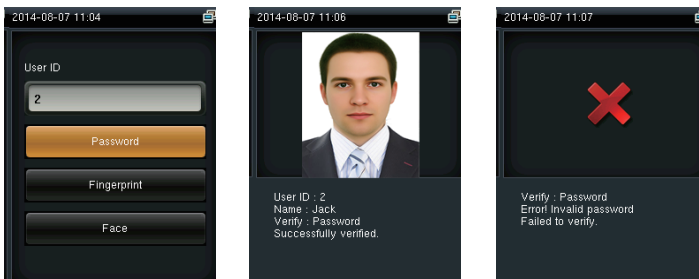 2014-08-07 11:04
User ID
2
Password
Fingerprint
Face
2014-08-07 11:06
User ID : 2
Name : Jack
Verify : Password
Successfully verified.
2014-08-07 11:07
Verify : Password
Error! Invalid password
Failed to verify.